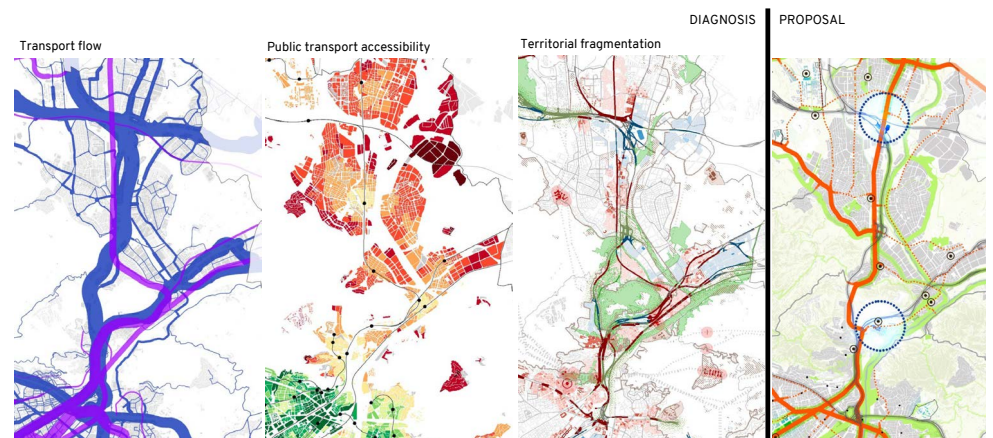 DIAGNOSIS
PROPOSAL
Transport flow
Public transport accessibility
Territorial fragmentation